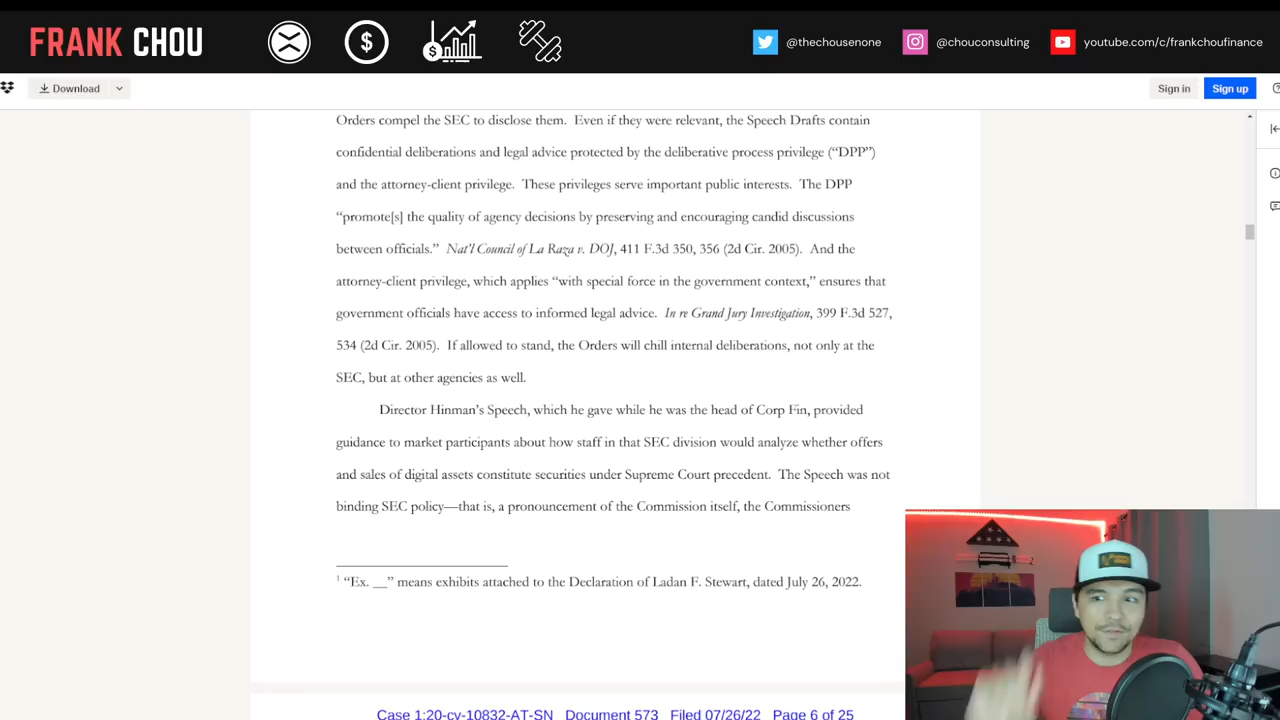 FRANK CHOU
@thechousenone
@chouconsulting
youtube.com/c/frankchoufinance
Download
Sign in
Sign up
Orders compel the SEC to disclose them. Even if they were relevant, the Speech Drafts contain
confidential deliberations and legal advice protected by the deliberative process privilege (“DPP”)
and the attorney-client privilege. These privileges serve important public interests. The DPP
“promote[s] the quality of agency decisions by preserving and encouraging candid discussions
between officials.” Nat’l Council of La Raza v. DOJ, 411 F.3d 350, 356 (2d Cir. 2005). And the
attorney-client privilege, which applies “with special force in the government context,” ensures that
government officials have access to informed legal advice. In re Grand Jury Investigation, 399 F.3d 527,
534 (2d Cir. 2005). If allowed to stand, the Orders will chill internal deliberations, not only at the
SEC, but at other agencies as well.
Director Hinman’s Speech, which he gave while he was the head of Corp Fin, provided
guidance to market participants about how staff in that SEC division would analyze whether offers
and sales of digital assets constitute securities under Supreme Court precedent. The Speech was not
binding SEC policy—that is, a pronouncement of the Commission itself, the Commissioners
1 “Ex. __” means exhibits attached to the Declaration of Ladan F. Stewart, dated July 26, 2022.
Case 1:20-cv-10832-AT-SN Document 573 Filed 07/26/22 Page 6 of 25